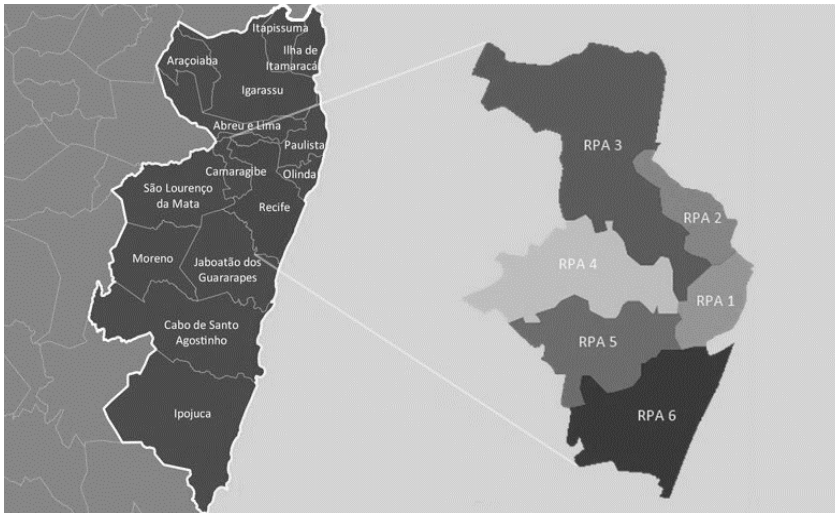 Itapissuma
Ilha de
Itamaracá
Araçoiaba
Igarassu
Abreu e Lima
Paulista
Camaragibe
Olinda
São Lourenço
da Mata
Recife
Moreno
Jaboatão dos
Guararapes
Cabo de Santo
Agostinho
Ipojuca
RPA 3
RPA 2
RPA 4
RPA 1
RPA 5
RPA 6